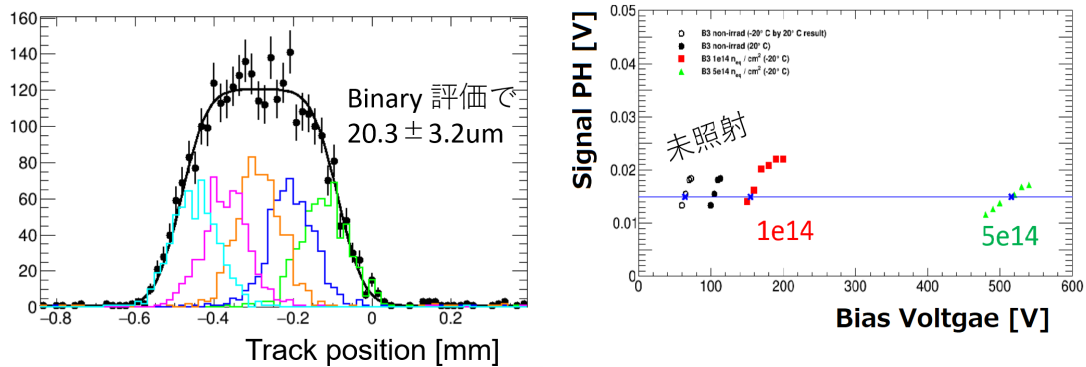 160
140
120
100
80
60
40
20
0
−0.8
−0.6
−0.4
−0.2
0
0.2
Track position [mm]
Binary 評価で
20.3±3.2um
Signal PH [V]
0.05
0.04
0.03
0.02
0.01
0
B3 non-irrad (-20° C by 20° C result)
B3 non-irrad (20° C)
B3 1e14 neq / cm² (-20° C)
B3 5e14 neq / cm² (-20° C)
未照射
1e14
5e14
0
100
200
300
400
500
600
Bias Voltgae [V]